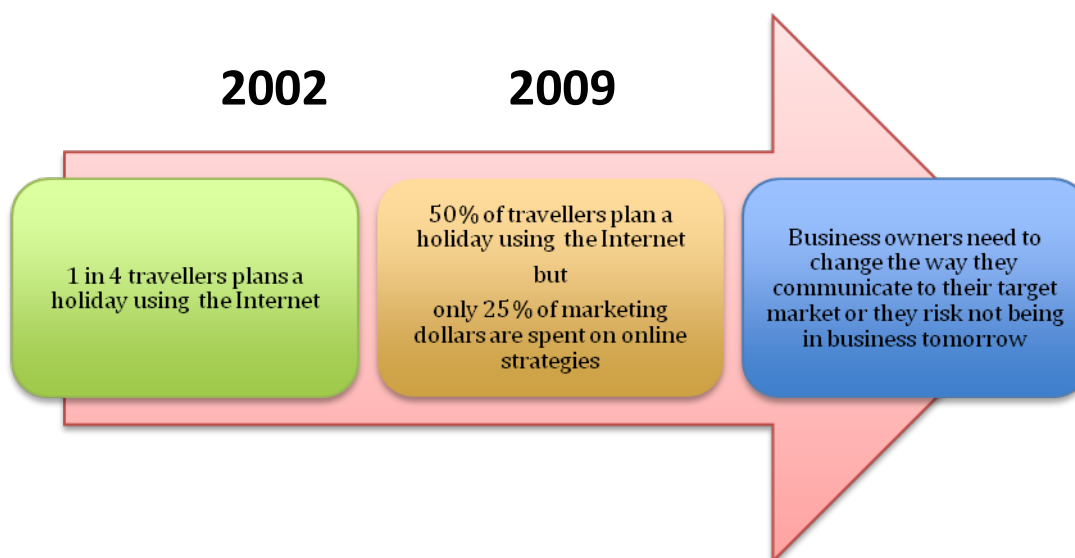 2002
2009
1 in 4 travellers plans a
holiday using the Internet
50% of travellers plan a
holiday using the Internet
but
only 25% of marketing
dollars are spent on online
strategies
Business owners need to
change the way they
communicate to their target
market or they risk not being
in business tomorrow